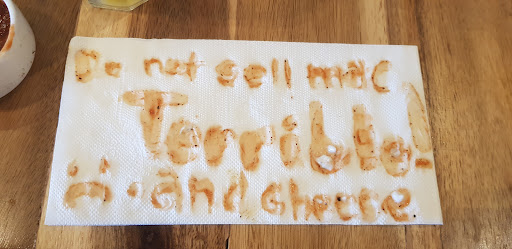 Do not sell mAC
Terrible!
and cheese